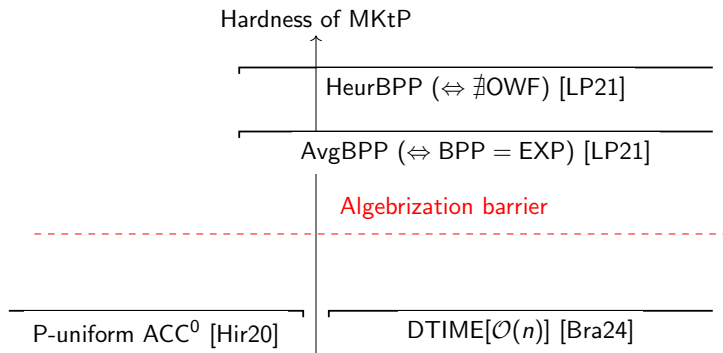 Hardness of MKtP
HeurBPP (⇔ ∄OWF) [LP21]
AvgBPP (⇔ BPP = EXP) [LP21]
Algebrization barrier
P-uniform ACC⁰ [Hir20]
DTIME[𝒪(n)] [Bra24]